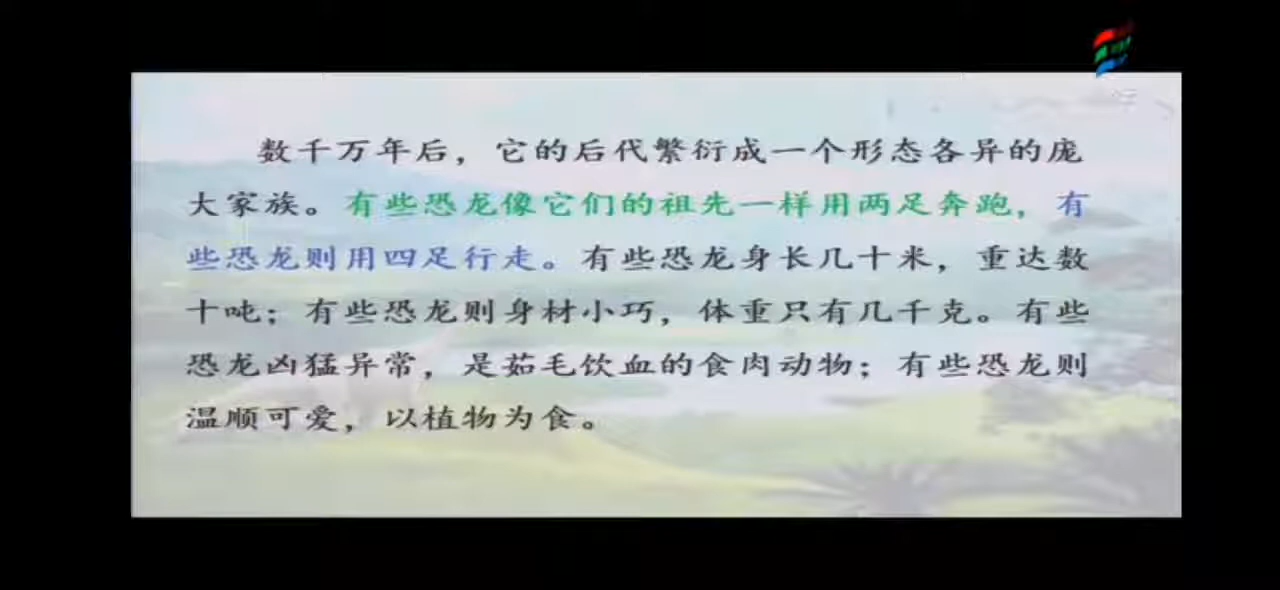 数千万年后，它的后代繁衍成一个形态各异的庞
大家族。有些恐龙像它们的祖先一样用两足奔跑，有
些恐龙则用四足行走。有些恐龙身长几十米，重达数
十吨；有些恐龙则身材小巧，体重只有几千克。有些
恐龙凶猛异常，是茹毛饮血的食肉动物；有些恐龙则
温顺可爱，以植物为食。